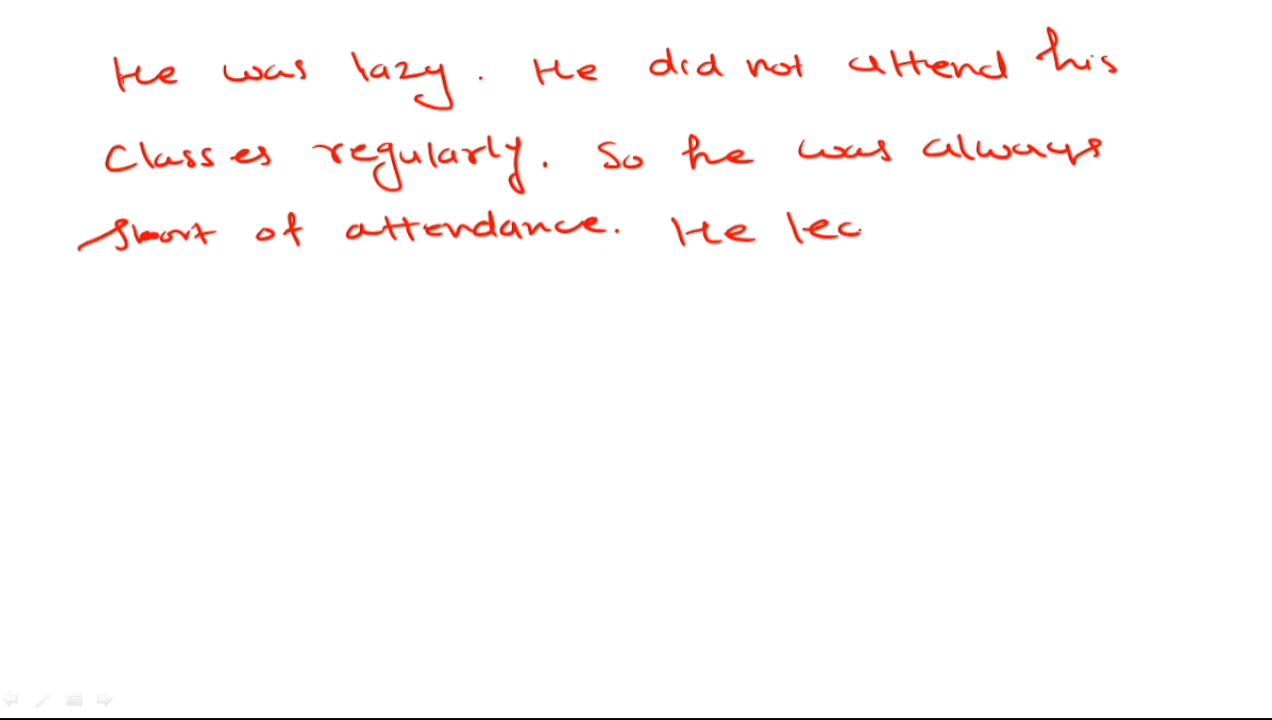 He was lazy. He did not attend his
classes regularly. So he was always
short of attendance. He lec